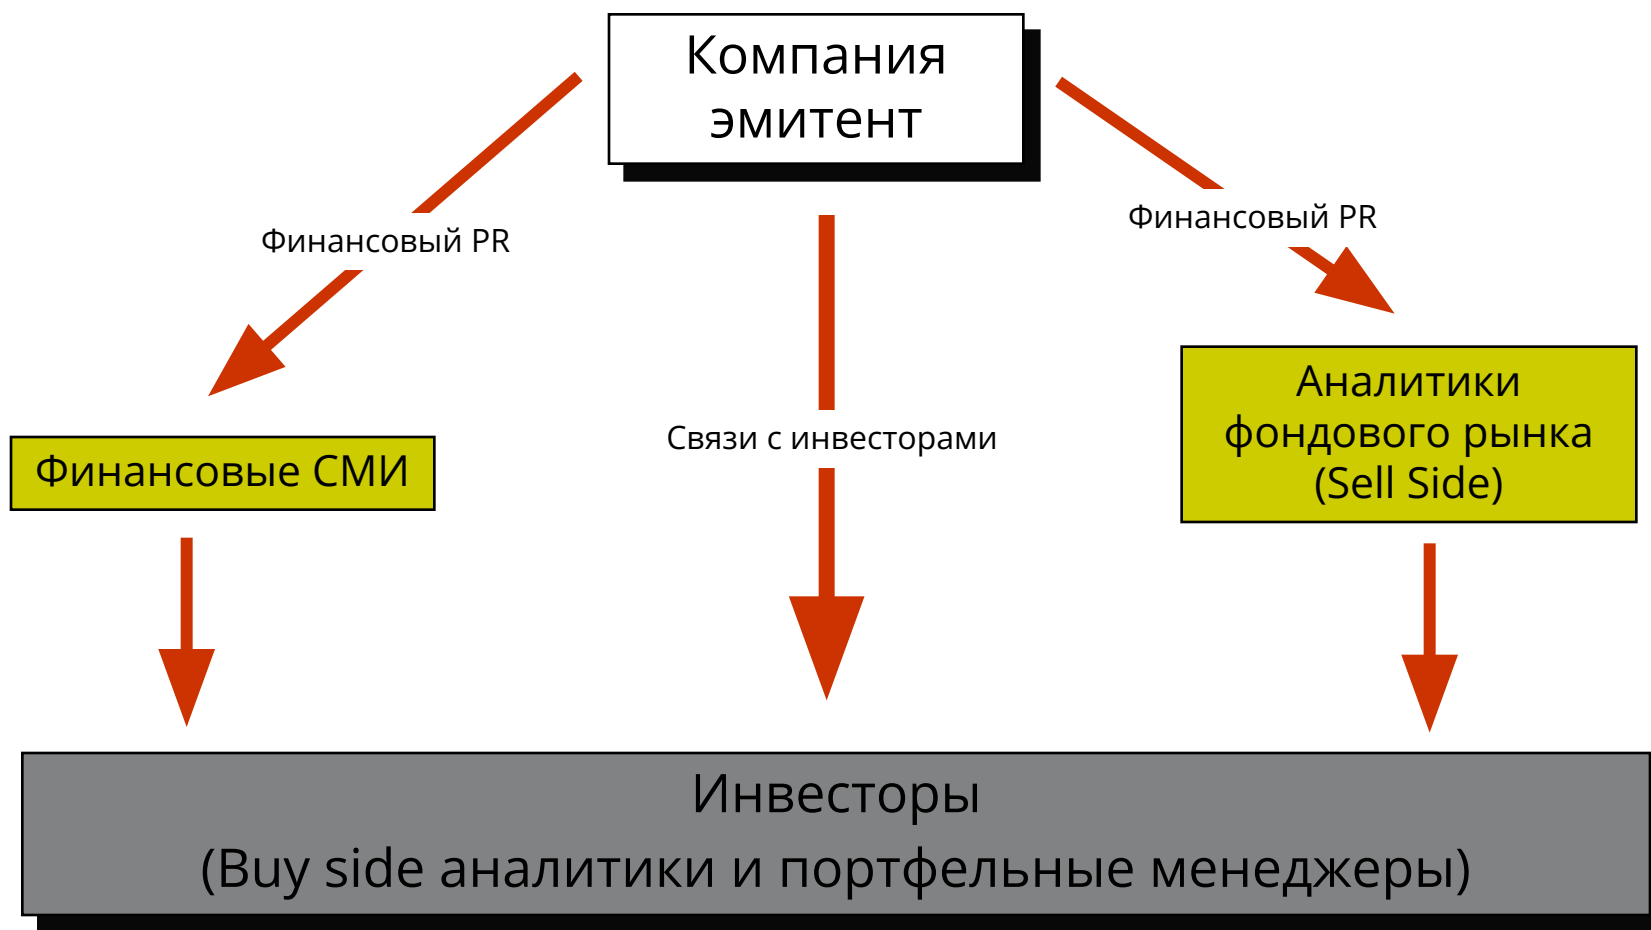 Компания
эмитент
Финансовый PR
Финансовый PR
Связи с инвесторами
Финансовые СМИ
Аналитики
фондового рынка
(Sell Side)
Инвесторы
(Buy side аналитики и портфельные менеджеры)